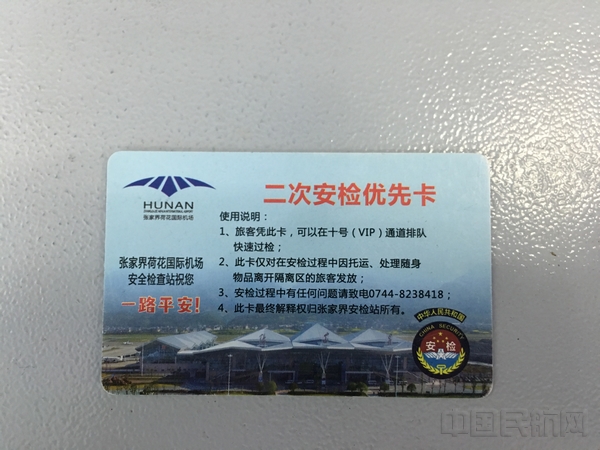 HUNAN
张家界荷花国际机场
二次安检优先卡
使用说明：
1、旅客凭此卡，可以在十号（VIP）通道排队
快速过检；
2、此卡仅对在安检过程中因托运、处理随身
物品离开隔离区的旅客发放；
3、安检过程中有任何问题请致电0744-8238418；
4、此卡最终解释权归张家界安检站所有。
张家界荷花国际机场
安全检查站祝您
一路平安！
中华人民共和国
CHINA SECURITY
安检
中国民航网